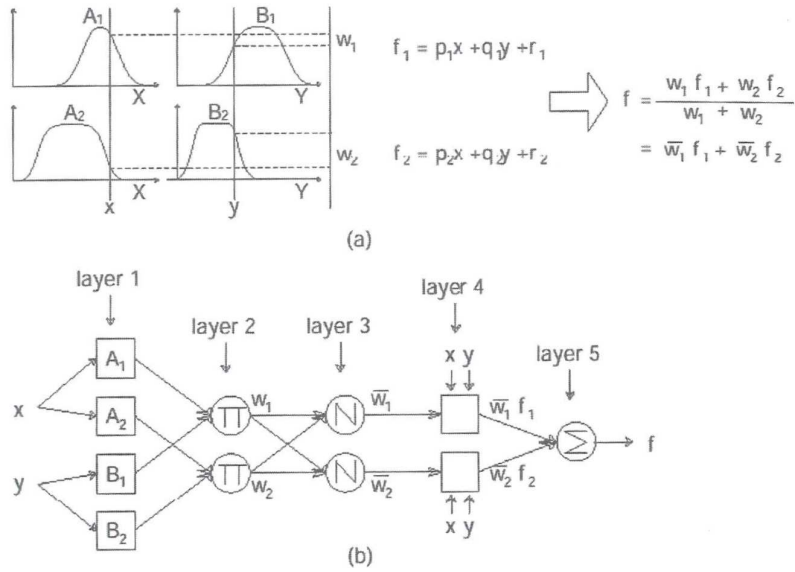 A₁
B₁
w₁
X
Y
f₁ = p₁x +q₁y +r₁
A₂
B₂
w₂
X
Y
x
y
f₂ = p₂x +q₂y +r₂
f = w₁ f₁ + w₂ f₂
w₁ + w₂
= w̅₁ f₁ + w̅₂ f₂
(a)
layer 1
layer 2
layer 3
layer 4
layer 5
x y
A₁
A₂
B₁
B₂
x
y
Π
Π
w₁
w₂
N
N
w̅₁
w̅₂
w̅₁ f₁
w̅₂ f₂
x y
Σ
f
(b)